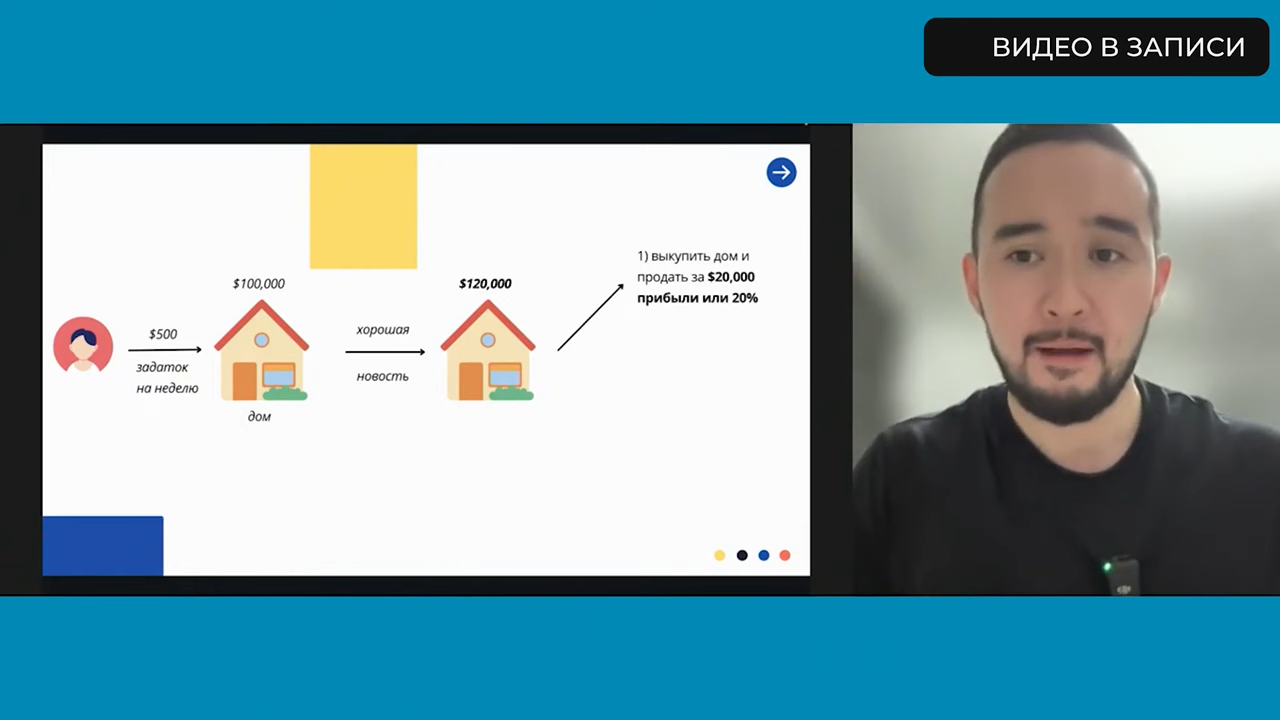 ВИДЕО В ЗАПИСИ
$500
задаток
на неделю
$100,000
дом
хорошая
новость
$120,000
1) выкупить дом и
продать за $20,000
прибыли или 20%